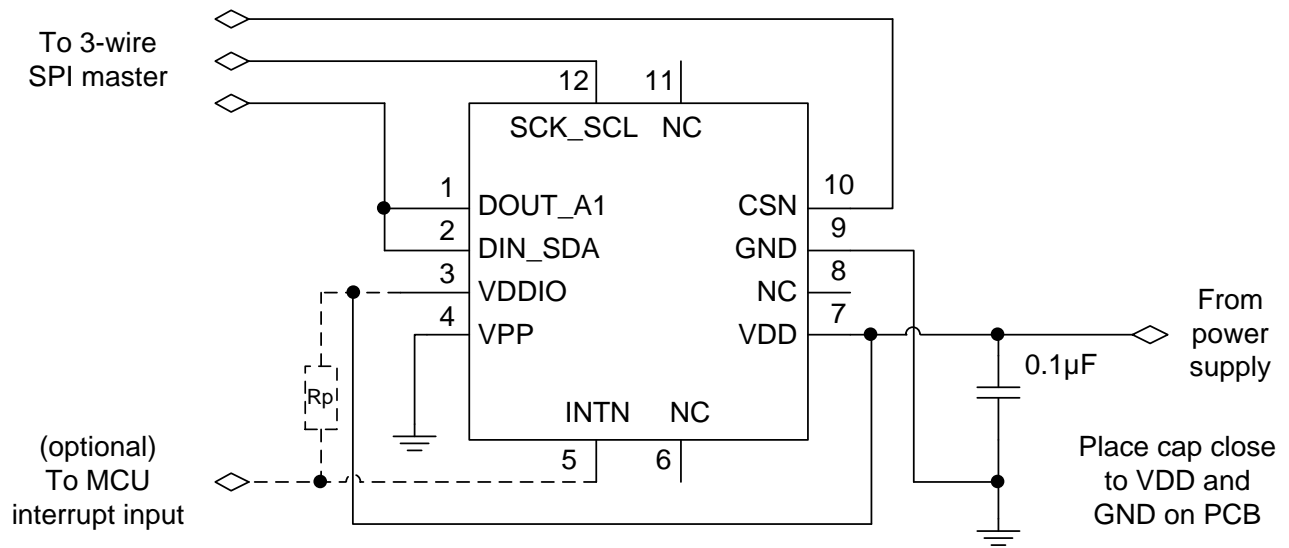 To 3-wire
SPI master
12
11
SCK_SCL
NC
1
DOUT_A1
2
DIN_SDA
3
VDDIO
4
VPP
10
CSN
9
GND
8
NC
7
VDD
From
power
supply
0.1µF
Rp
INTN
NC
5
6
(optional)
To MCU
interrupt input
Place cap close
to VDD and
GND on PCB